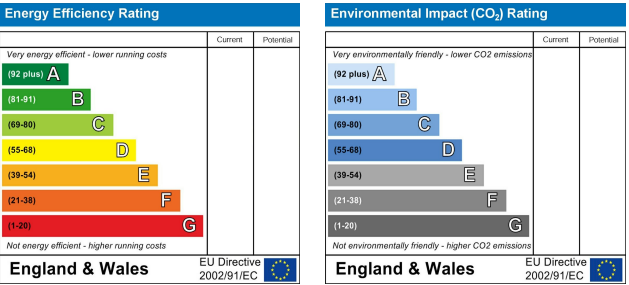 Energy Efficiency Rating
Current Potential
Very energy efficient - lower running costs
(92 plus) A
(81-91) B
(69-80) C
(55-68) D
(39-54) E
(21-38) F
(1-20) G
Not energy efficient - higher running costs
England & Wales
EU Directive
2002/91/EC
Environmental Impact (CO₂) Rating
Current Potential
Very environmentally friendly - lower CO2 emissions
(92 plus) A
(81-91) B
(69-80) C
(55-68) D
(39-54) E
(21-38) F
(1-20) G
Not environmentally friendly - higher CO2 emissions
England & Wales
EU Directive
2002/91/EC